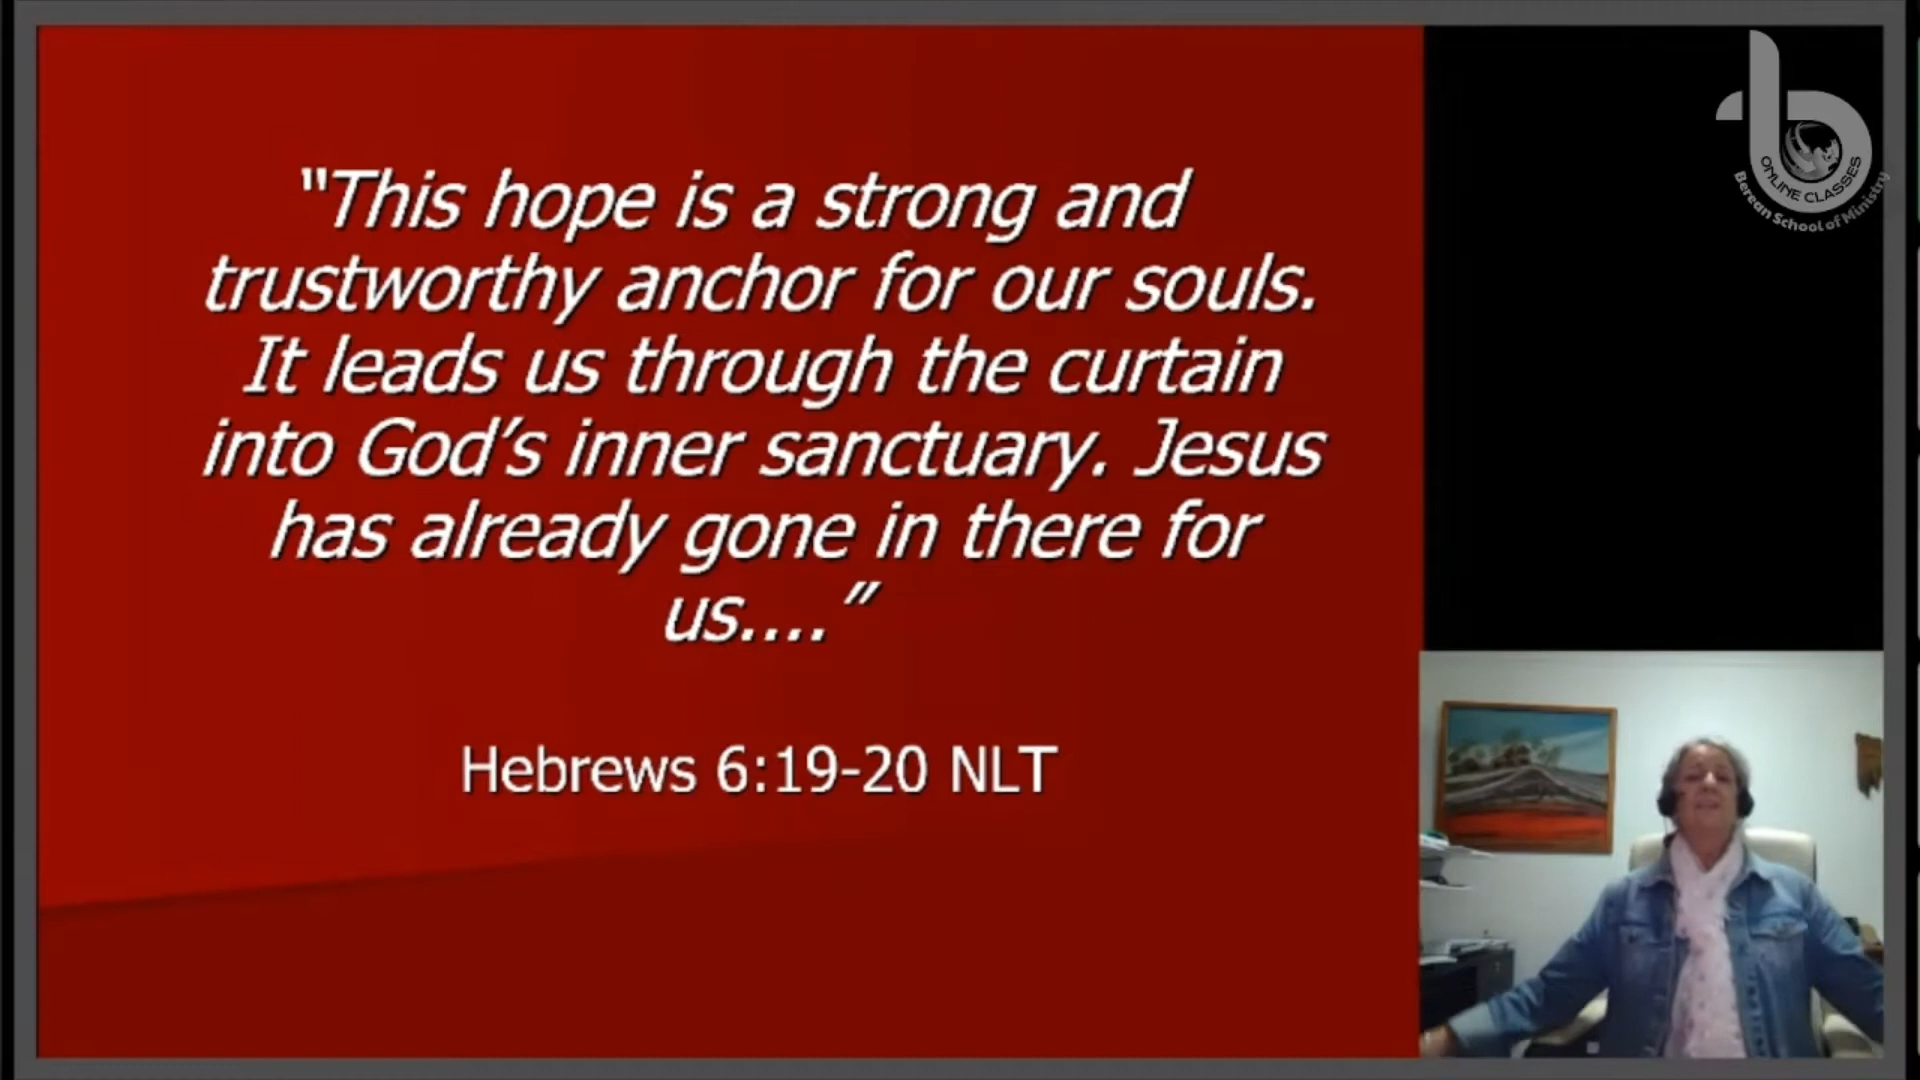 “This hope is a strong and
trustworthy anchor for our souls.
It leads us through the curtain
into God’s inner sanctuary. Jesus
has already gone in there for
us....”
Hebrews 6:19-20 NLT
ONLINE CLASSES
Berean School of Ministry